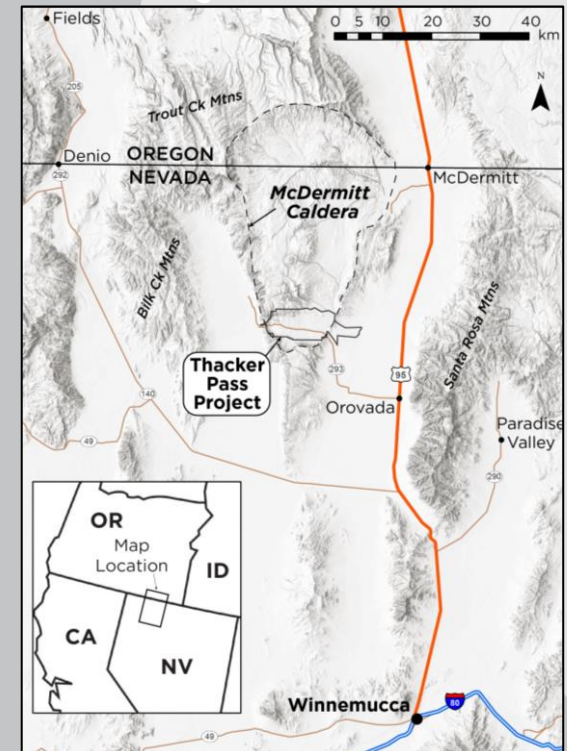 Fields
0 5 10 20 30 40
km
N
205
Trout Ck Mtns
Denio
OREGON
NEVADA
292
McDermitt
McDermitt
Caldera
Bilk Ck Mtns
Santa Rosa Mtns
Thacker
Pass
Project
293
95
Orovada
140
49
Paradise
Valley
290
OR
Map
Location
ID
CA
NV
Winnemucca
80
49